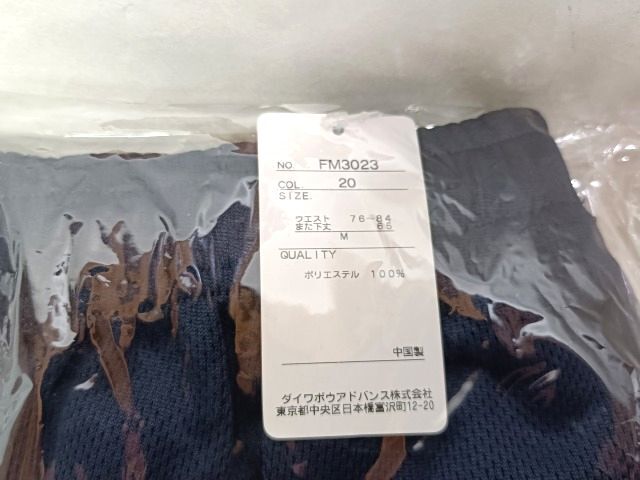 NO. FM3023
COL. 20
SIZE.
ウエスト 76-84
また下丈 65
M
QUALITY
ポリエステル 100%
中国製
ダイワボウアドバンス株式会社
東京都中央区日本橋富沢町12-20